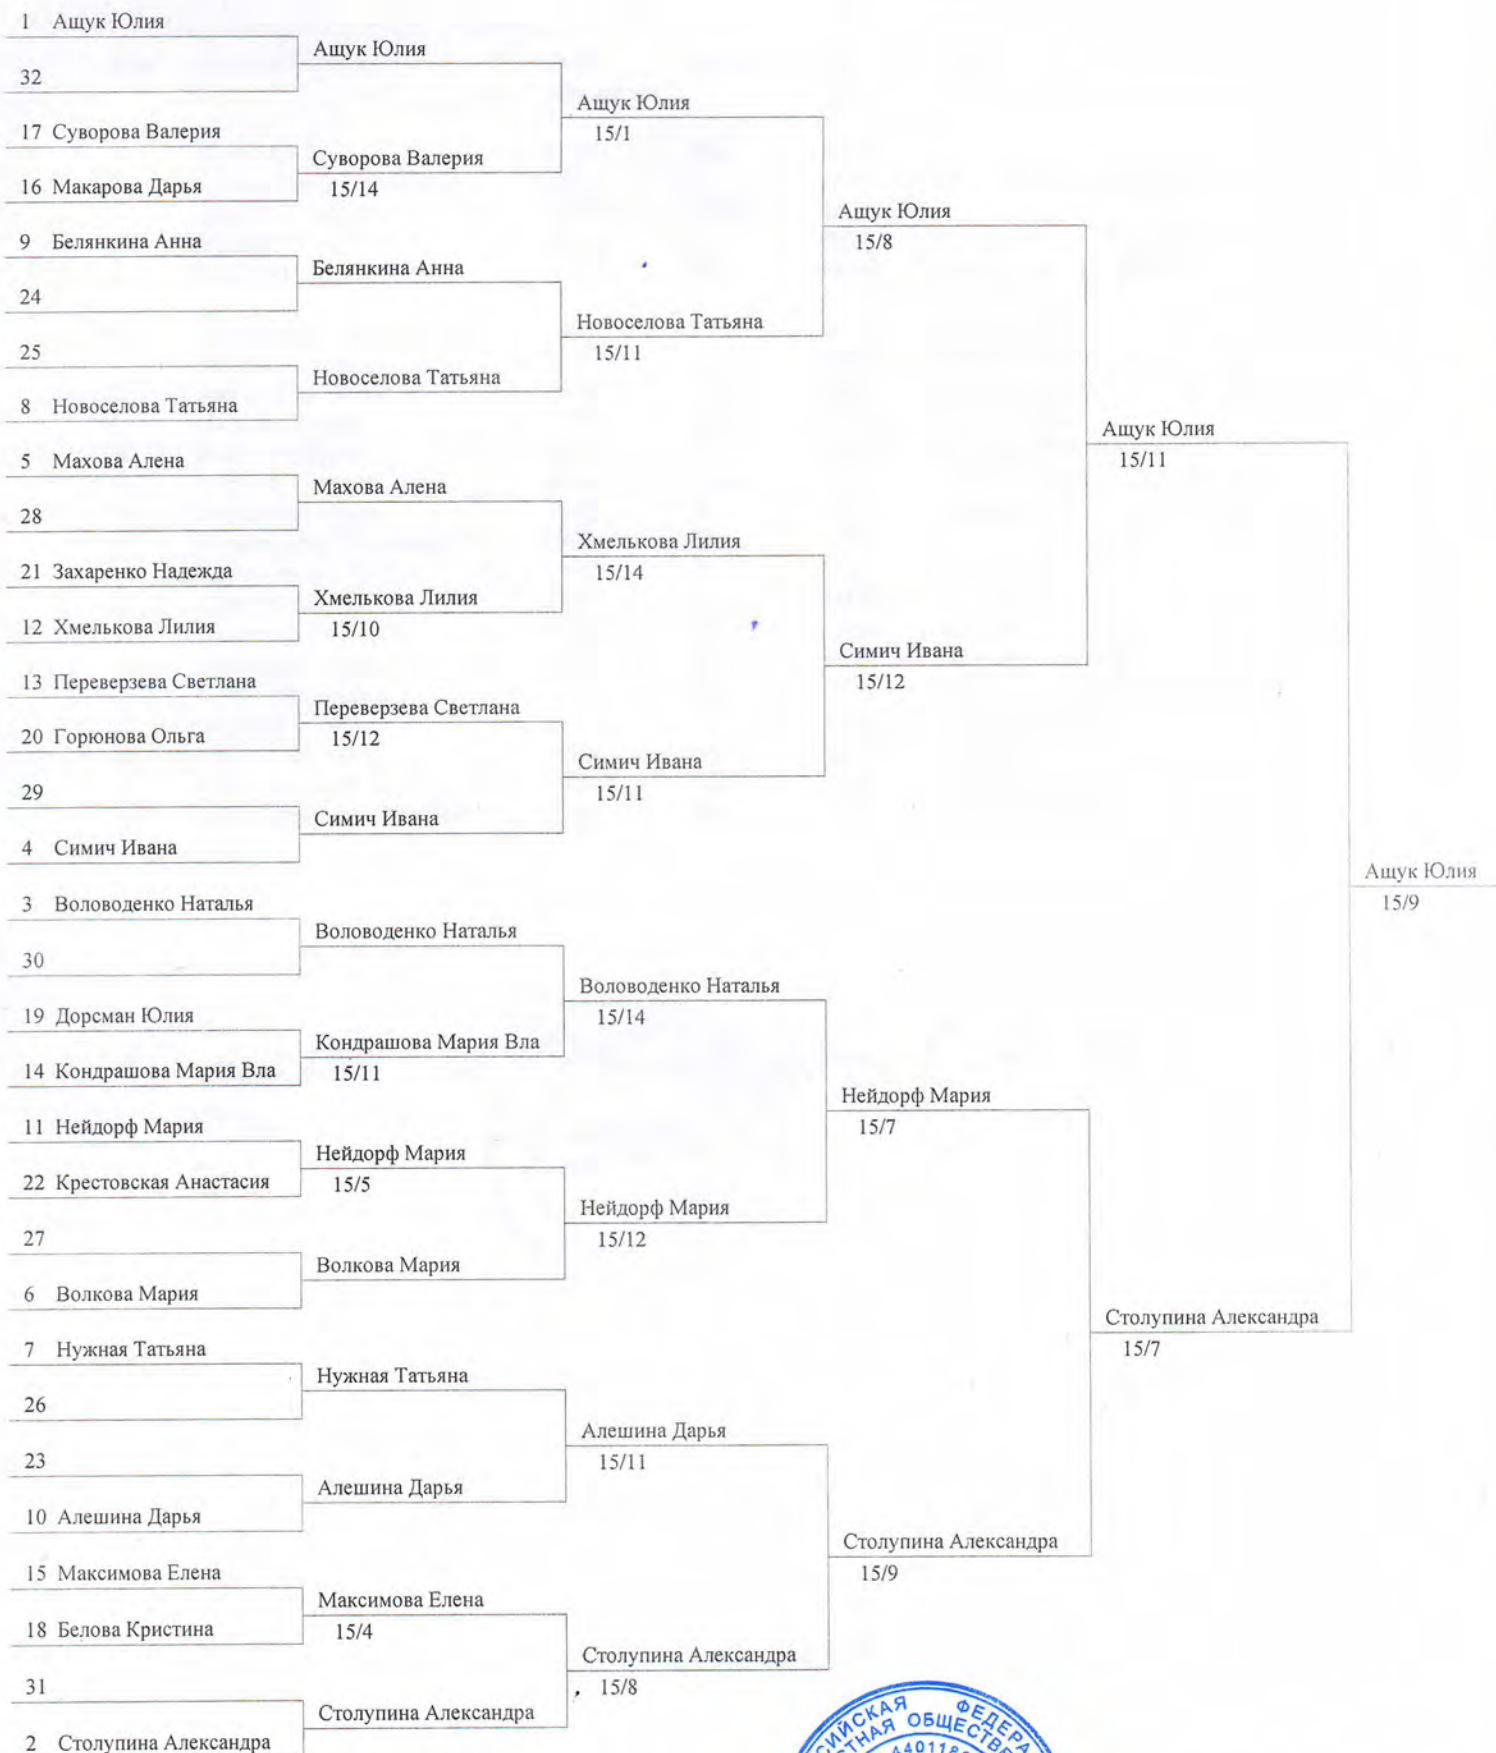 1 Ащук Юлия
32
17 Суворова Валерия
16 Макарова Дарья
9 Белянкина Анна
24
25
8 Новоселова Татьяна
5 Махова Алена
28
21 Захаренко Надежда
12 Хмелькова Лилия
13 Переверзева Светлана
20 Горюнова Ольга
29
4 Симич Ивана
3 Воловоденко Наталья
30
19 Дорсман Юлия
14 Кондрашова Мария Вла
11 Нейдорф Мария
22 Крестовская Анастасия
27
6 Волкова Мария
7 Нужная Татьяна
26
23
10 Алешина Дарья
15 Максимова Елена
18 Белова Кристина
31
2 Столупина Александра
Ащук Юлия
Суворова Валерия
15/14
Белянкина Анна
Новоселова Татьяна
Махова Алена
Хмелькова Лилия
15/10
Переверзева Светлана
15/12
Симич Ивана
Воловоденко Наталья
Кондрашова Мария Вла
15/11
Нейдорф Мария
15/5
Волкова Мария
Нужная Татьяна
Алешина Дарья
Максимова Елена
15/4
Столупина Александра
Ащук Юлия
15/1
Новоселова Татьяна
15/11
Хмелькова Лилия
15/14
Симич Ивана
15/11
Воловоденко Наталья
15/14
Нейдорф Мария
15/12
Алешина Дарья
15/11
Столупина Александра
15/8
Ащук Юлия
15/8
Симич Ивана
15/12
Нейдорф Мария
15/7
Столупина Александра
15/9
Ащук Юлия
15/11
Столупина Александра
15/7
Ащук Юлия
15/9